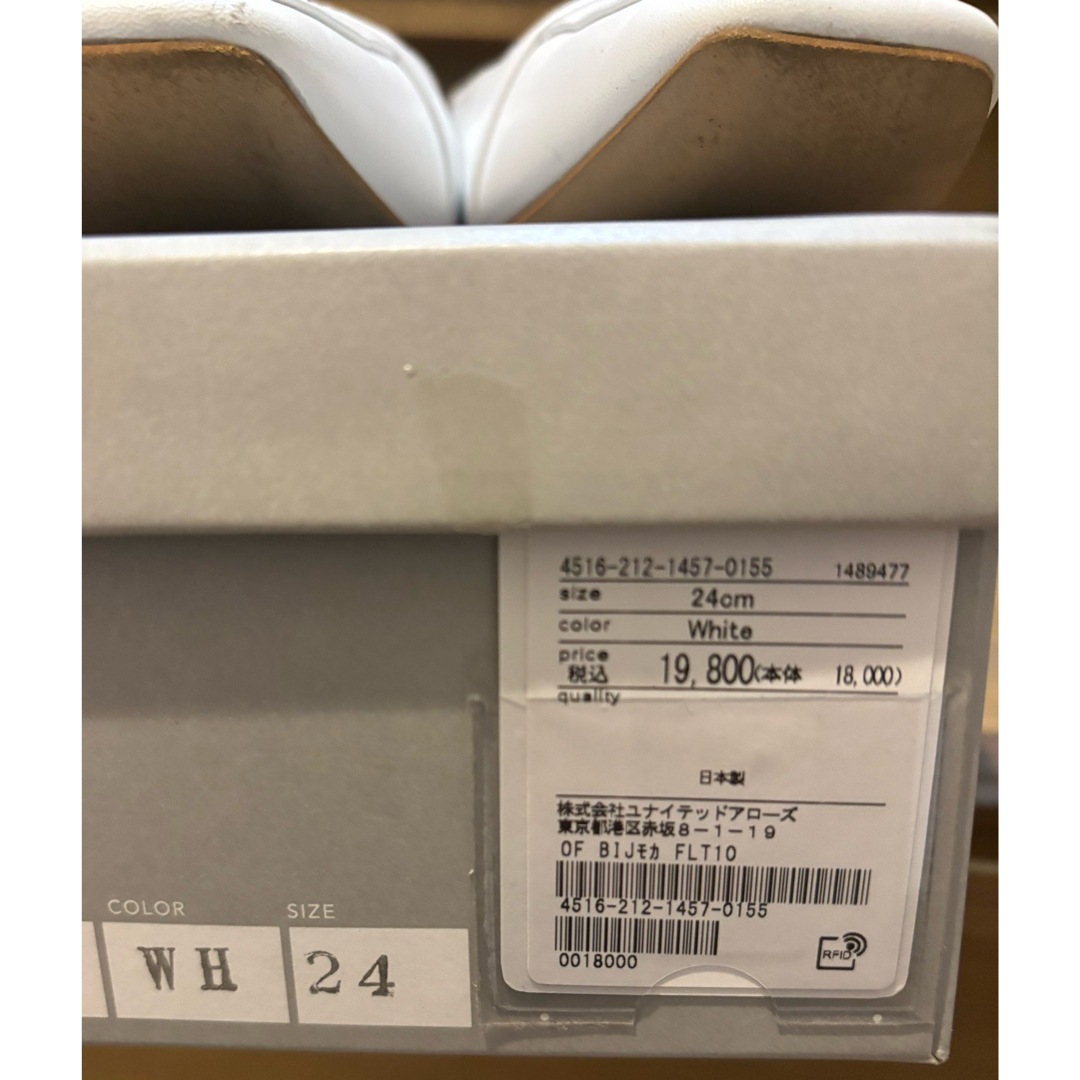 4516-212-1457-0155 1489477
size 24cm
color White
price
税込 19,800(本体 18,000)
quality
日本製
株式会社ユナイテッドアローズ
東京都港区赤坂8-1-19
OF BIJモカ FLT10
4516-212-1457-0155
0018000
RFID
COLOR SIZE
WH 24